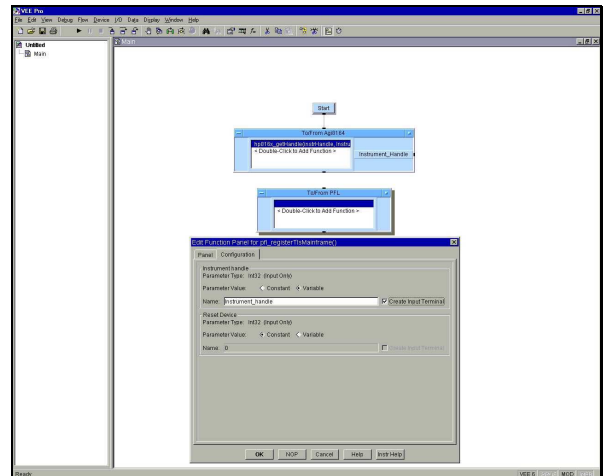 VEE Pro
File Edit View Debug Flow Device I/O Data Display Window Help
Untitled
Main
Main
Start
To/From Agi8164
hp816x_getHandle(instrHandle, Instru
< Double-Click to Add Function >
Instrument_Handle
To/From PFL
< Double-Click to Add Function >
Edit Function Panel for pfl_registerTlsMainframe()
Panel Configuration
Instrument handle
Parameter Type: Int32 (Input Only)
Parameter Value: Constant Variable
Name: Instrument_handle Create Input Terminal
Reset Device
Parameter Type: Int32 (Input Only)
Parameter Value: Constant Variable
Name: 0 Create Input Terminal
OK NOP Cancel Help Instr Help
Ready
VEE 6 MOD